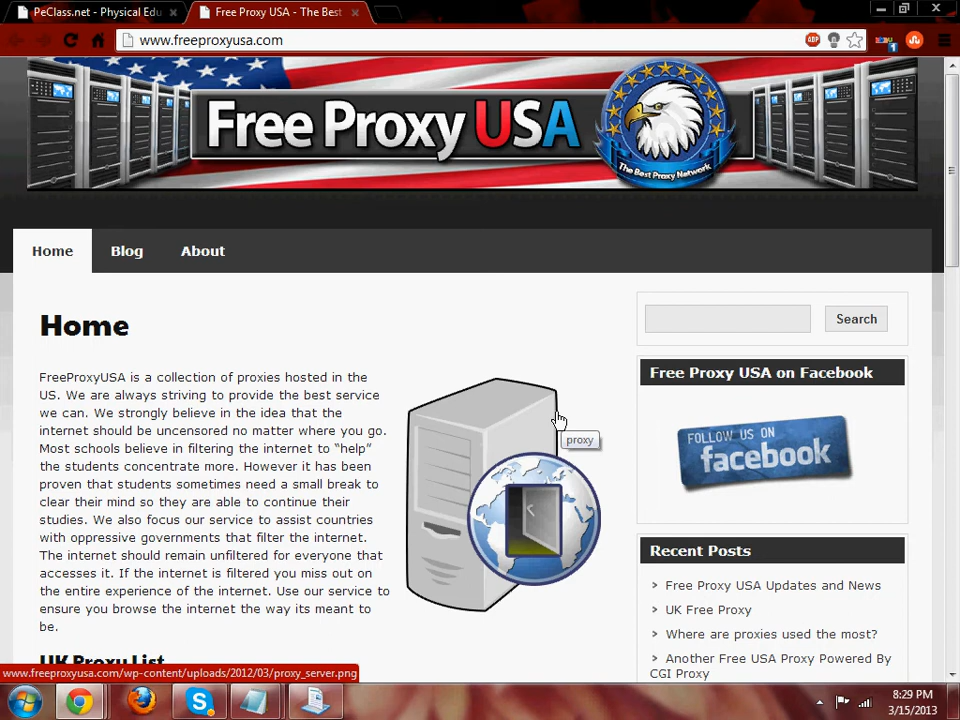 PeClass.net - Physical Edu
Free Proxy USA - The Best
www.freeproxyusa.com
ABP
1
Free Proxy USA
The Best Proxy Network
Home
Blog
About
Home
Search
FreeProxyUSA is a collection of proxies hosted in the
US. We are always striving to provide the best service
we can. We strongly believe in the idea that the
internet should be uncensored no matter where you go.
Most schools believe in filtering the internet to “help”
the students concentrate more. However it has been
proven that students sometimes need a small break to
clear their mind so they are able to continue their
studies. We also focus our service to assist countries
with oppressive governments that filter the internet.
The internet should remain unfiltered for everyone that
accesses it. If the internet is filtered you miss out on
the entire experience of the internet. Use our service to
ensure you browse the internet the way its meant to
be.
proxy
Free Proxy USA on Facebook
FOLLOW US ON
facebook
Recent Posts
Free Proxy USA Updates and News
UK Free Proxy
Where are proxies used the most?
Another Free USA Proxy Powered By
CGI Proxy
UK Proxy List
www.freeproxyusa.com/wp-content/uploads/2012/03/proxy_server.png
8:29 PM
3/15/2013